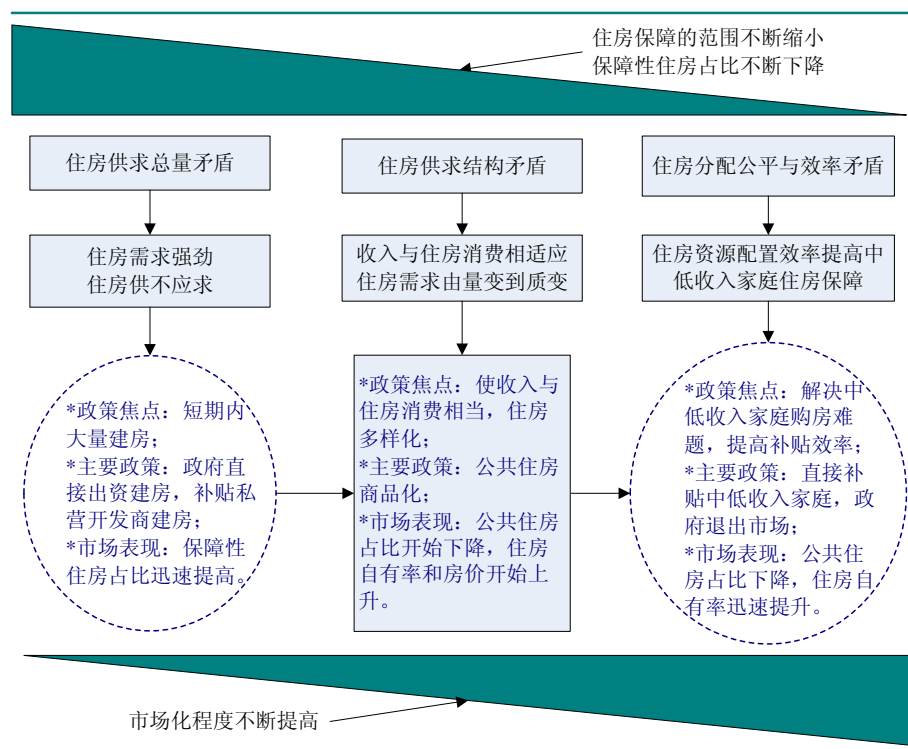 住房保障的范围不断缩小
保障性住房占比不断下降
住房供求总量矛盾
住房供求结构矛盾
住房分配公平与效率矛盾
住房需求强劲
住房供不应求
收入与住房消费相适应
住房需求由量变到质变
住房资源配置效率提高中
低收入家庭住房保障
*政策焦点：短期内
大量建房；
*主要政策：政府直
接出资建房，补贴私
营开发商建房；
*市场表现：保障性
住房占比迅速提高。
*政策焦点：使收入与
住房消费相当，住房
多样化；
*主要政策：公共住房
商品化；
*市场表现：公共住房
占比开始下降，住房
自有率和房价开始上
升。
*政策焦点：解决中
低收入家庭购房难
题，提高补贴效率；
*主要政策：直接补
贴中低收入家庭，政
府退出市场；
*市场表现：公共住
房占比下降，住房自
有率迅速提升。
市场化程度不断提高